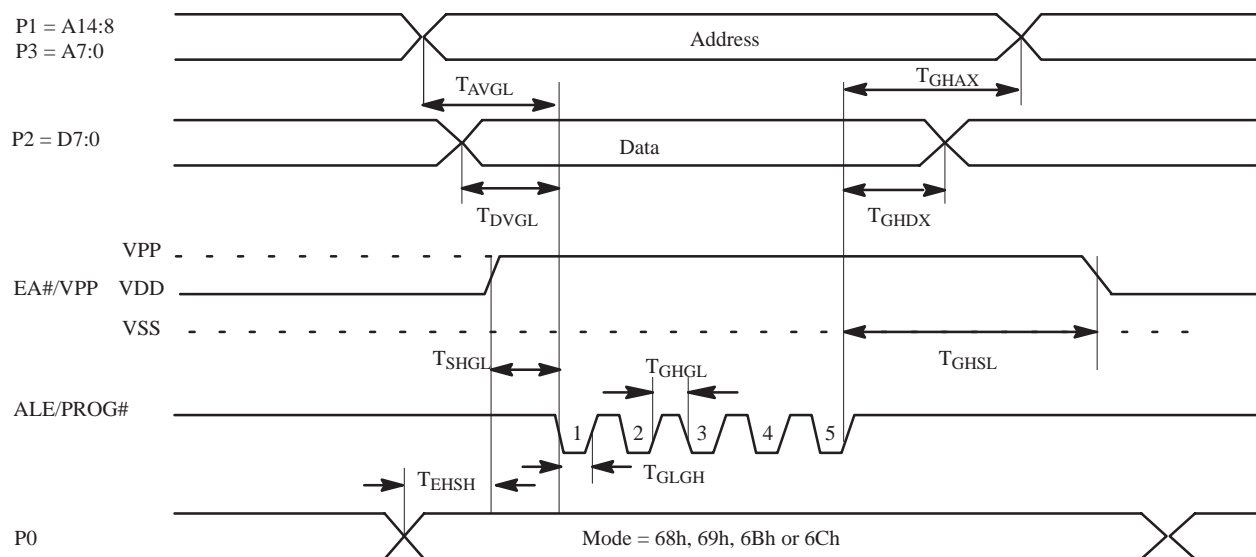 P1 = A14:8
P3 = A7:0
Address
TAVGL
TGHAX
P2 = D7:0
Data
TDVGL
TGHDX
VPP
EA#/VPP VDD
VSS
TSHGL
TGHGL
TGHSL
ALE/PROG#
1 2 3 4 5
TEHSH
TGLGH
P0
Mode = 68h, 69h, 6Bh or 6Ch